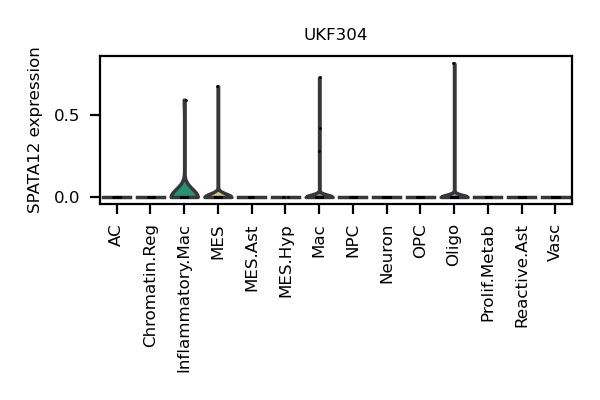 UKF304
SPATA12 expression
0.5
0.0
AC
Chromatin.Reg
Inflammatory.Mac
MES
MES.Ast
MES.Hyp
Mac
NPC
Neuron
OPC
Oligo
Prolif.Metab
Reactive.Ast
Vasc